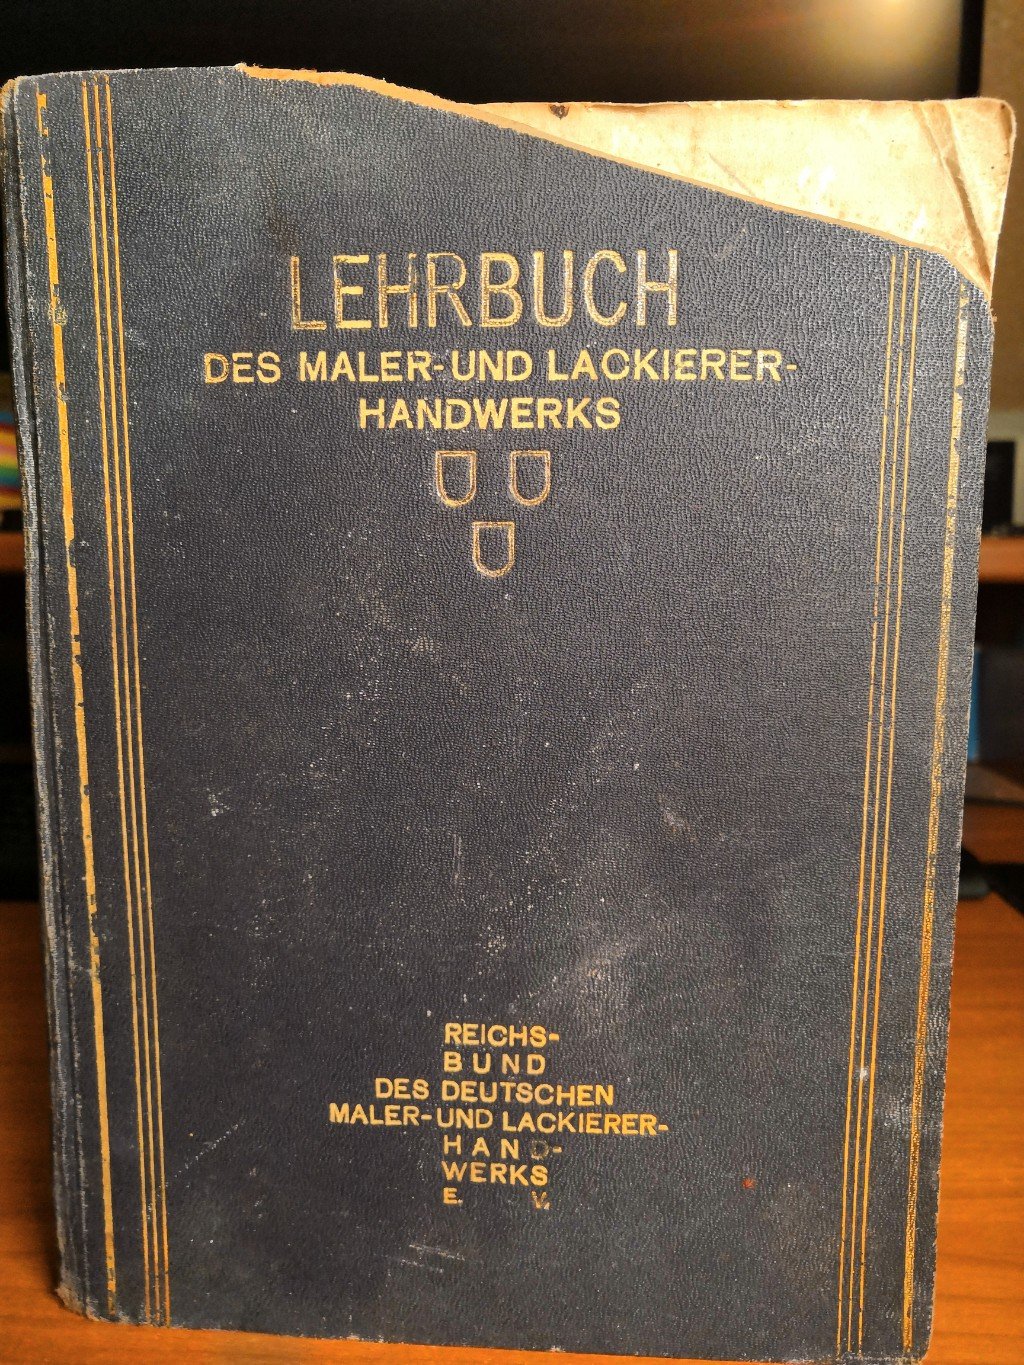 LEHRBUCH
DES MALER-UND LACKIERER-
HANDWERKS
REICHS-
BUND
DES DEUTSCHEN
MALER-UND LACKIERER-
HAND-
WERKS
E. V.